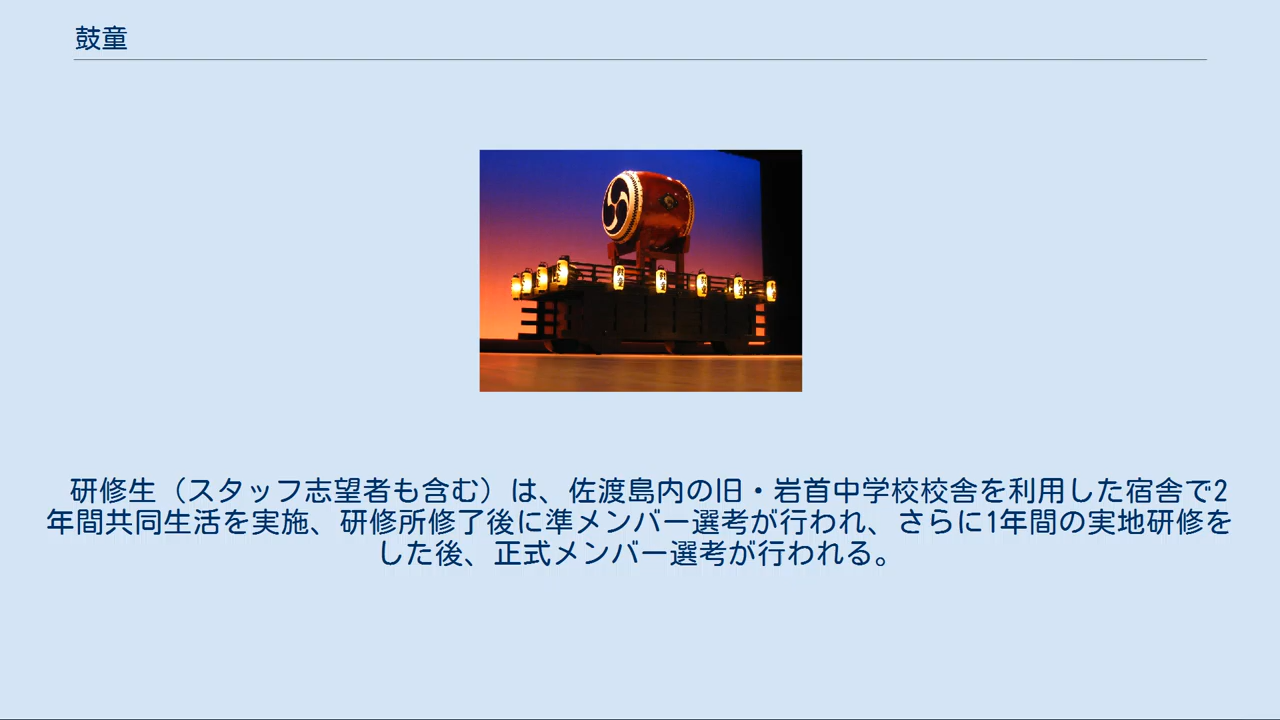 鼓童
研修生（スタッフ志望者も含む）は、佐渡島内の旧・岩首中学校校舎を利用した宿舎で2
年間共同生活を実施、研修所修了後に準メンバー選考が行われ、さらに1年間の実地研修を
した後、正式メンバー選考が行われる。